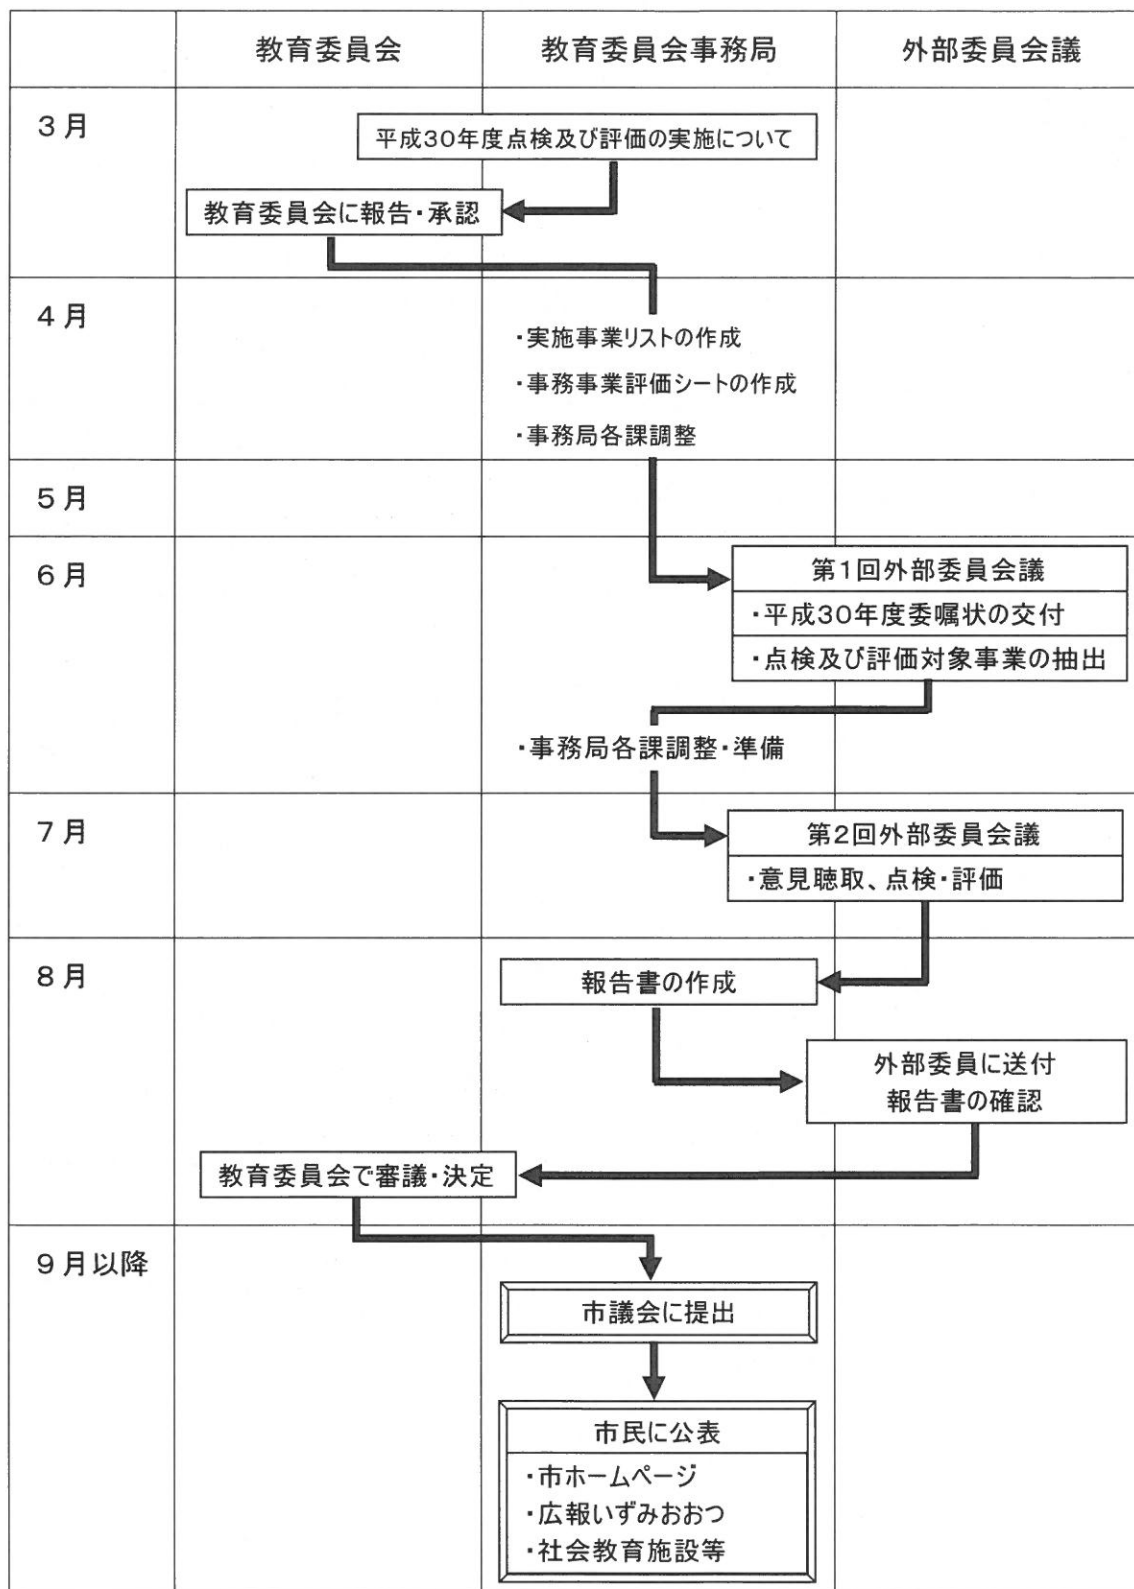 教育委員会
教育委員会事務局
外部委員会議
3月
平成30年度点検及び評価の実施について
教育委員会に報告・承認
4月
・実施事業リストの作成
・事務事業評価シートの作成
・事務局各課調整
5月
6月
第1回外部委員会議
・平成30年度委嘱状の交付
・点検及び評価対象事業の抽出
・事務局各課調整・準備
7月
第2回外部委員会議
・意見聴取、点検・評価
8月
報告書の作成
外部委員に送付
報告書の確認
教育委員会で審議・決定
9月以降
市議会に提出
市民に公表
・市ホームページ
・広報いずみおおつ
・社会教育施設等